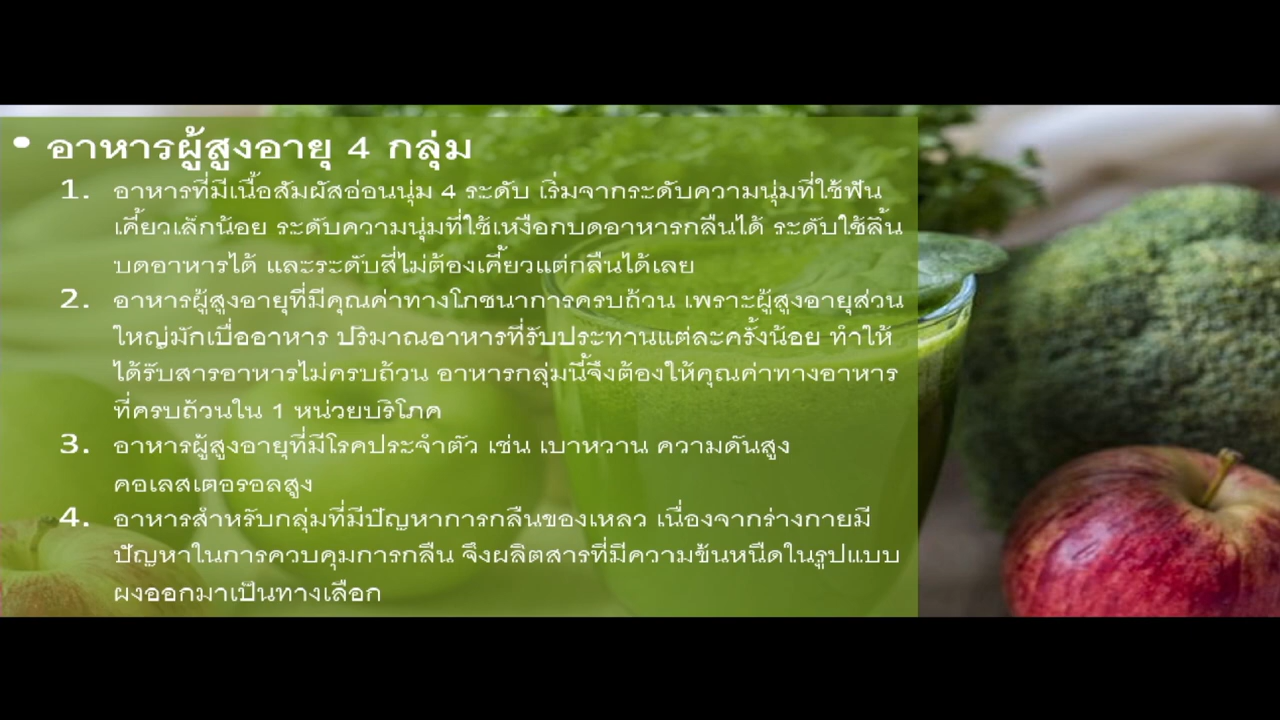 • อาหารผู้สูงอายุ 4 กลุ่ม
1. อาหารที่มีเนื้อสัมผัสอ่อนนุ่ม 4 ระดับ เริ่มจากระดับความนุ่มที่ใช้ฟัน
เคี้ยวเล็กน้อย ระดับความนุ่มที่ใช้เหงือกบดอาหารกลืนได้ ระดับใช้ลิ้น
บดอาหารได้ และระดับสี่ไม่ต้องเคี้ยวแต่กลืนได้เลย
2. อาหารผู้สูงอายุที่มีคุณค่าทางโภชนาการครบถ้วน เพราะผู้สูงอายุส่วน
ใหญ่มักเบื่ออาหาร ปริมาณอาหารที่รับประทานแต่ละครั้งน้อย ทำให้
ได้รับสารอาหารไม่ครบถ้วน อาหารกลุ่มนี้จึงต้องให้คุณค่าทางอาหาร
ที่ครบถ้วนใน 1 หน่วยบริโภค
3. อาหารผู้สูงอายุที่มีโรคประจำตัว เช่น เบาหวาน ความดันสูง
คอเลสเตอรอลสูง
4. อาหารสำหรับกลุ่มที่มีปัญหาการกลืนของเหลว เนื่องจากร่างกายมี
ปัญหาในการควบคุมการกลืน จึงผลิตสารที่มีความข้นหนืดในรูปแบบ
ผงออกมาเป็นทางเลือก